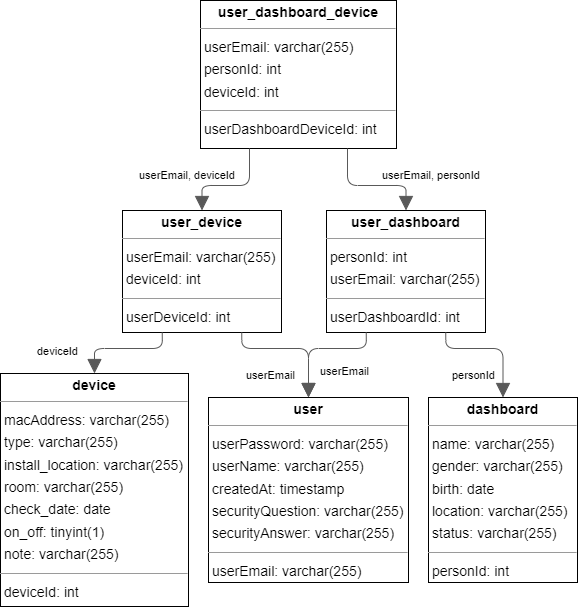 user_dashboard_device
userEmail: varchar(255)
personId: int
deviceId: int
userDashboardDeviceId: int
userEmail, deviceId
userEmail, personId
user_device
userEmail: varchar(255)
deviceId: int
userDeviceId: int
user_dashboard
personId: int
userEmail: varchar(255)
userDashboardId: int
deviceId
userEmail
userEmail
personId
device
macAddress: varchar(255)
type: varchar(255)
install_location: varchar(255)
room: varchar(255)
check_date: date
on_off: tinyint(1)
note: varchar(255)
deviceId: int
user
userPassword: varchar(255)
userName: varchar(255)
createdAt: timestamp
securityQuestion: varchar(255)
securityAnswer: varchar(255)
userEmail: varchar(255)
dashboard
name: varchar(255)
gender: varchar(255)
birth: date
location: varchar(255)
status: varchar(255)
personId: int